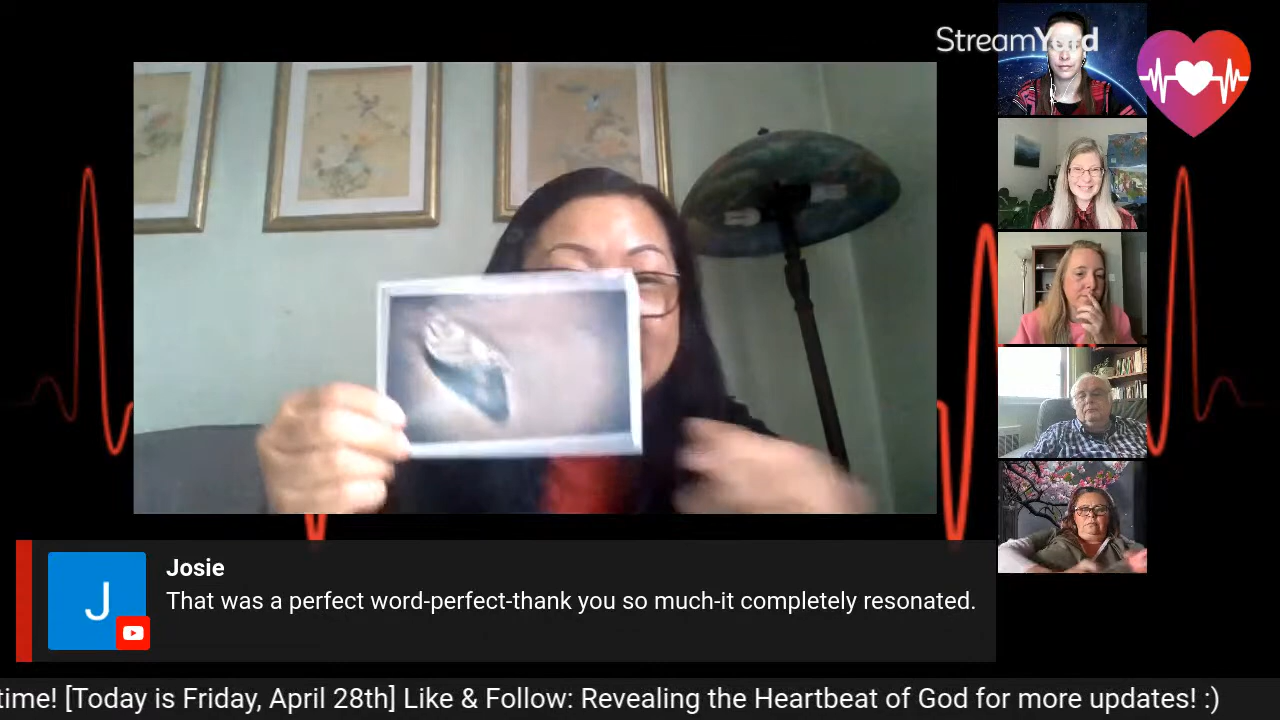 StreamYard
J
Josie
That was a perfect word-perfect-thank you so much-it completely resonated.
time! [Today is Friday, April 28th] Like & Follow: Revealing the Heartbeat of God for more updates! :)